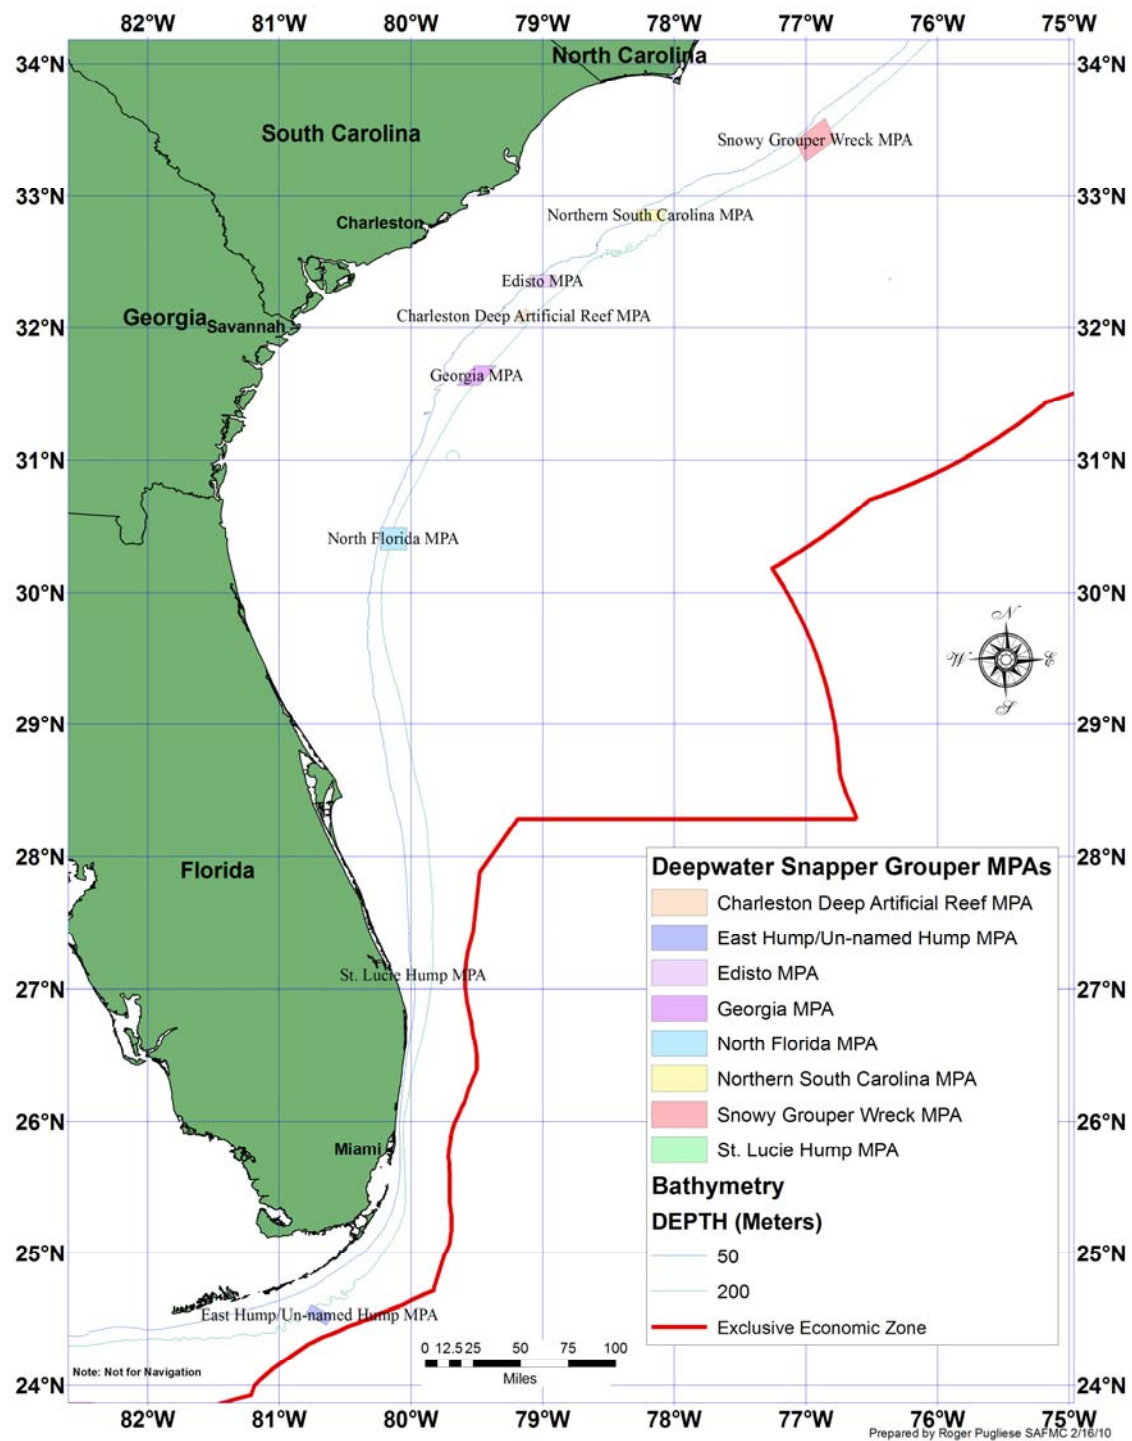 82°W 81°W 80°W 79°W 78°W 77°W 76°W 75°W
North Carolina
34°N 34°N
South Carolina
Snowy Grouper Wreck MPA
33°N 33°N
Northern South Carolina MPA
Charleston
Edisto MPA
Charleston Deep Artificial Reef MPA
Georgia
Savannah
32°N 32°N
Georgia MPA
31°N 31°N
North Florida MPA
30°N 30°N
N
W E
S
29°N 29°N
28°N 28°N
Florida
Deepwater Snapper Grouper MPAs
Charleston Deep Artificial Reef MPA
East Hump/Un-named Hump MPA
Edisto MPA
Georgia MPA
North Florida MPA
Northern South Carolina MPA
Snowy Grouper Wreck MPA
St. Lucie Hump MPA
Bathymetry
DEPTH (Meters)
50
200
Exclusive Economic Zone
St. Lucie Hump MPA
27°N 27°N
26°N 26°N
Miami
25°N 25°N
East Hump/Un-named Hump MPA
0 12.5 25 50 75 100
Miles
Note: Not for Navigation
24°N 24°N
82°W 81°W 80°W 79°W 78°W 77°W 76°W 75°W
Prepared by Roger Pugliese SAFMC 2/16/10